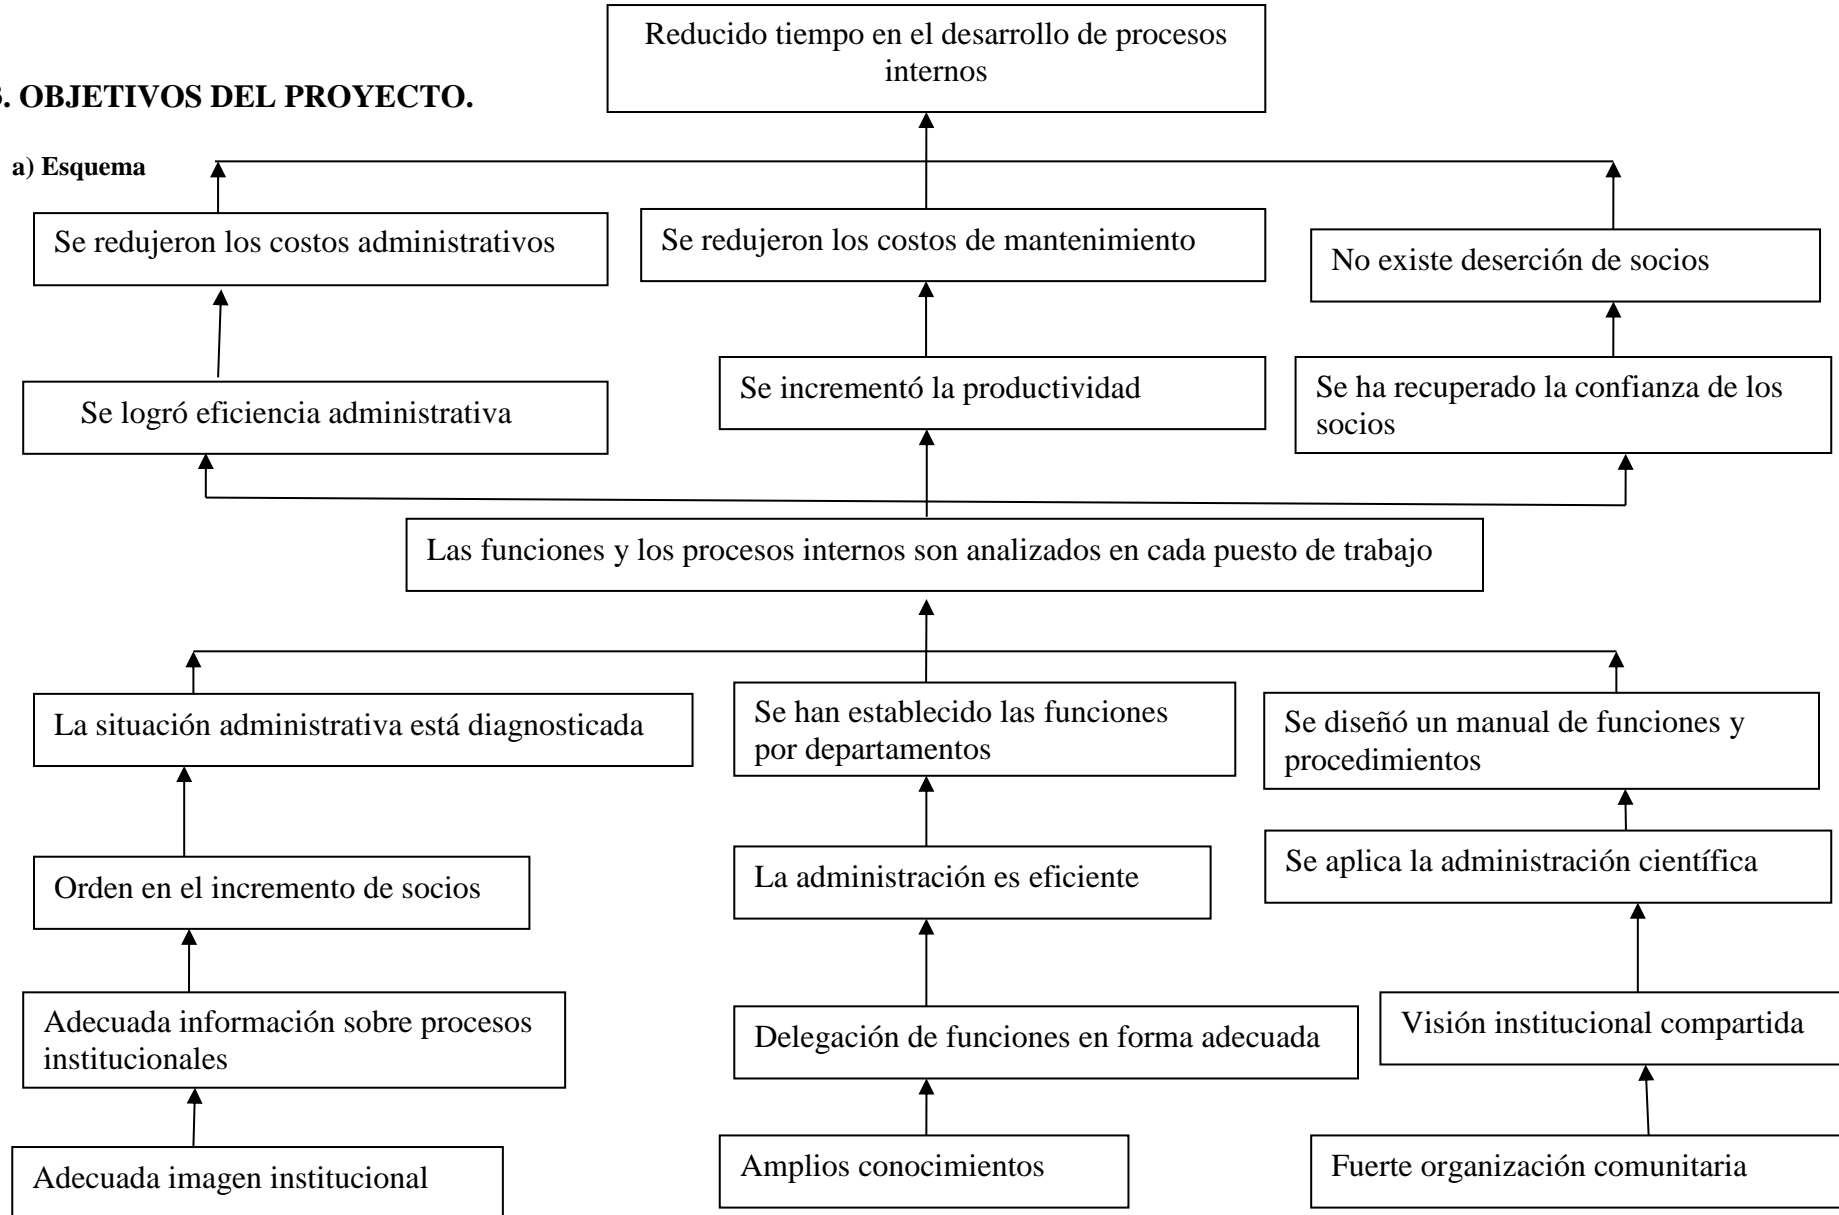 Reducido tiempo en el desarrollo de procesos
internos
3. OBJETIVOS DEL PROYECTO.
a) Esquema
Se redujeron los costos administrativos
Se redujeron los costos de mantenimiento
No existe deserción de socios
Se logró eficiencia administrativa
Se incrementó la productividad
Se ha recuperado la confianza de los
socios
Las funciones y los procesos internos son analizados en cada puesto de trabajo
La situación administrativa está diagnosticada
Se han establecido las funciones
por departamentos
Se diseñó un manual de funciones y
procedimientos
Orden en el incremento de socios
La administración es eficiente
Se aplica la administración científica
Adecuada información sobre procesos
institucionales
Delegación de funciones en forma adecuada
Visión institucional compartida
Adecuada imagen institucional
Amplios conocimientos
Fuerte organización comunitaria